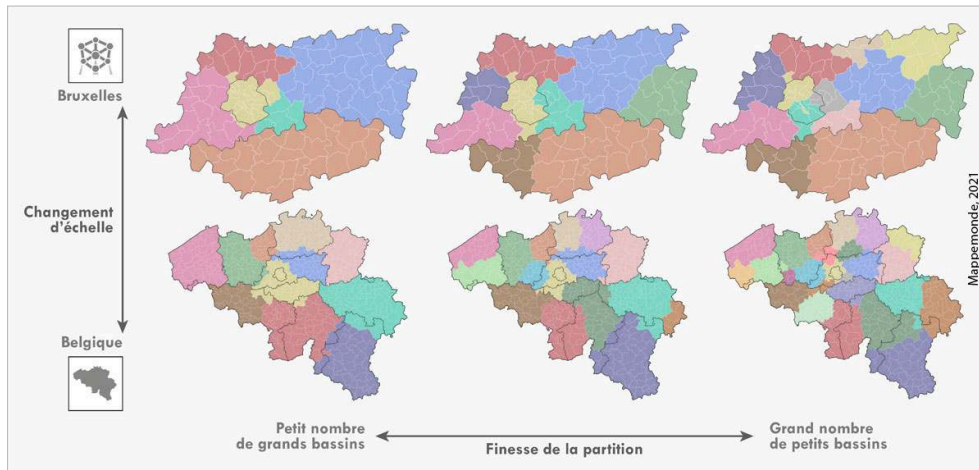 Bruxelles
Changement
d'échelle
Belgique
Petit nombre
de grands bassins
Finesse de la partition
Grand nombre
de petits bassins
Mappemonde, 2021